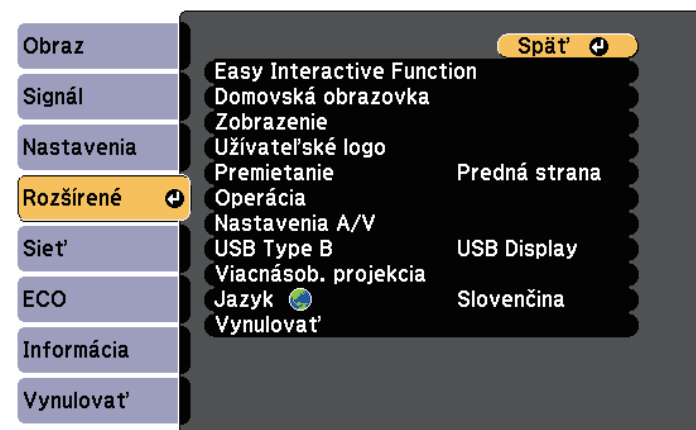 Obraz
Signál
Nastavenia
Rozšírené
Sieť
ECO
Informácia
Vynulovať
Späť
Easy Interactive Function
Domovská obrazovka
Zobrazenie
Užívateľské logo
Premietanie Predná strana
Operácia
Nastavenia A/V
USB Type B USB Display
Viacnásob. projekcia
Jazyk Slovenčina
Vynulovať